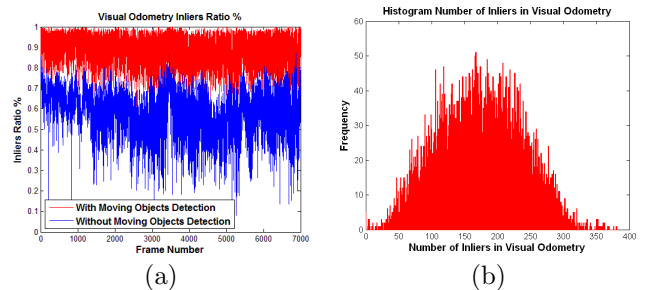 Visual Odometry Inliers Ratio %
1
0.9
0.8
0.7
0.6
0.5
0.4
0.3
0.2
0.1
0
Inliers Ratio %
With Moving Objects Detection
Without Moving Objects Detection
0 1000 2000 3000 4000 5000 6000 7000
Frame Number
(a)
Histogram Number of Inliers in Visual Odometry
60
50
40
30
20
10
0
Frequency
0 50 100 150 200 250 300 350 400
Number of Inliers in Visual Odometry
(b)